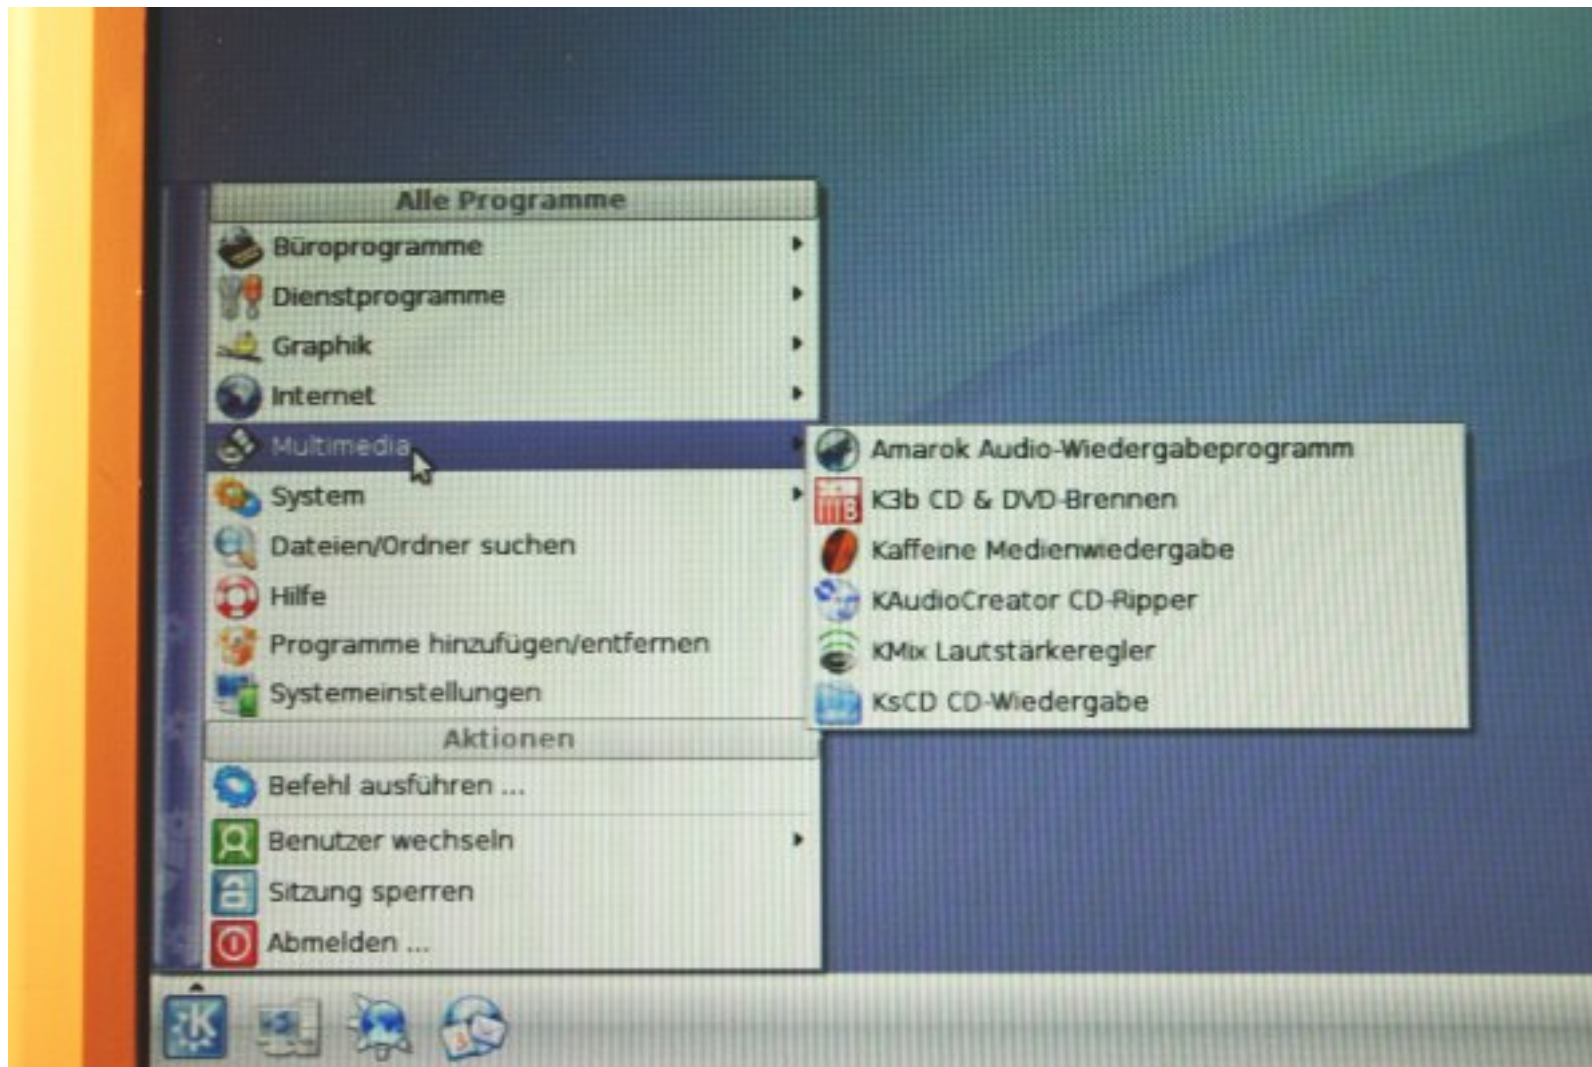 Alle Programme
Büroprogramme
Dienstprogramme
Graphik
Internet
Multimedia
System
Dateien/Ordner suchen
Hilfe
Programme hinzufügen/entfernen
Systemeinstellungen
Aktionen
Befehl ausführen ...
Benutzer wechseln
Sitzung sperren
Abmelden ...
Amarok Audio-Wiedergabeprogramm
K3b CD & DVD-Brennen
Kaffeine Medienwiedergabe
KAudioCreator CD-Ripper
KMix Lautstärkeregler
KsCD CD-Wiedergabe
K
3